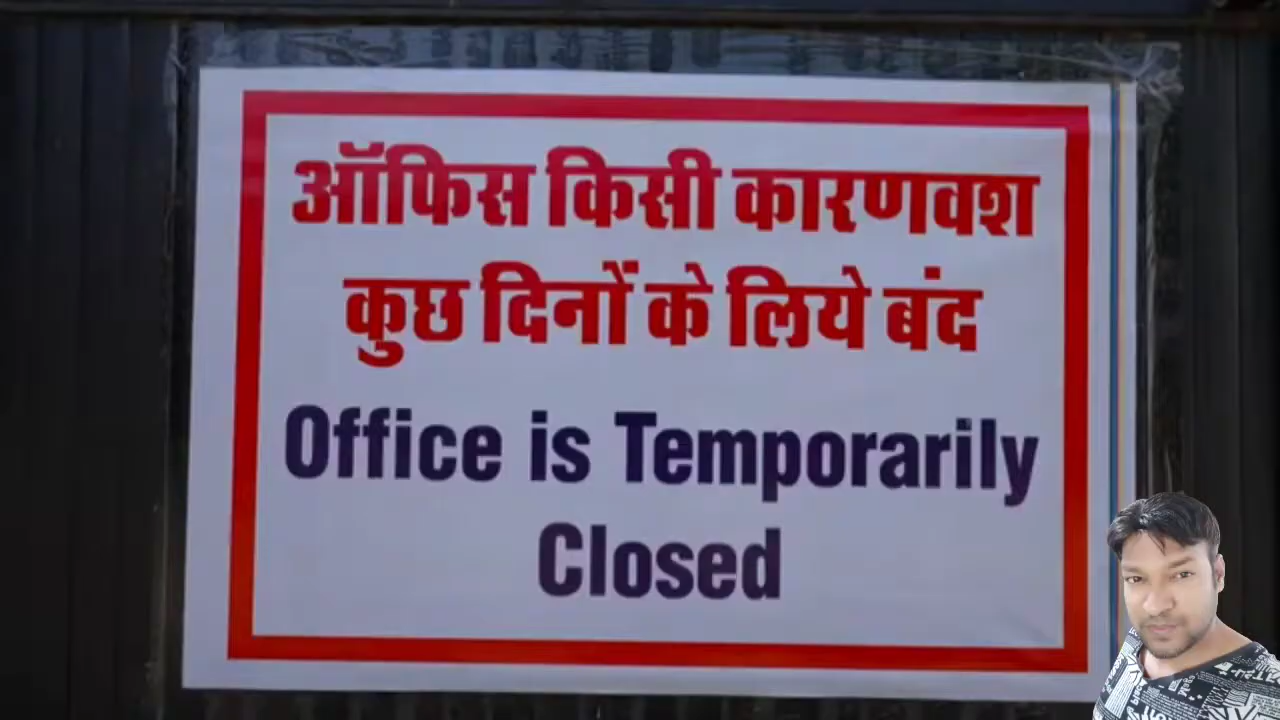 ऑफिस किसी कारणवश
कुछ दिनों के लिये बंद
Office is Temporarily
Closed